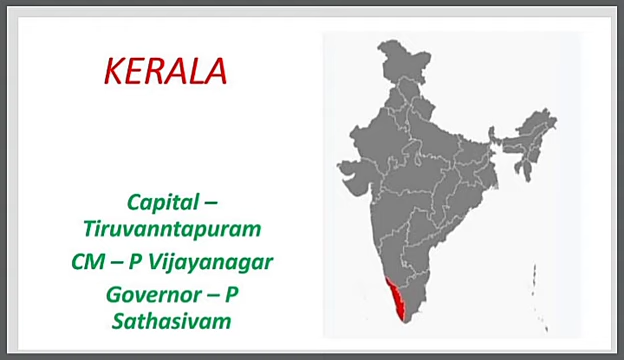 KERALA
Capital –
Tiruvanntapuram
CM – P Vijayanagar
Governor – P
Sathasivam